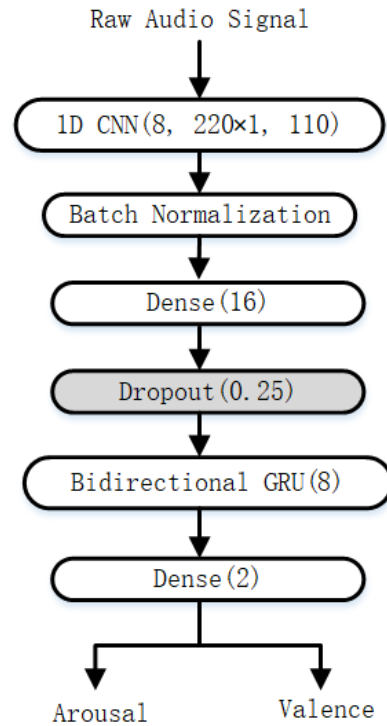 Raw Audio Signal
1D CNN(8, 220×1, 110)
Batch Normalization
Dense(16)
Dropout(0.25)
Bidirectional GRU(8)
Dense(2)
Arousal
Valence